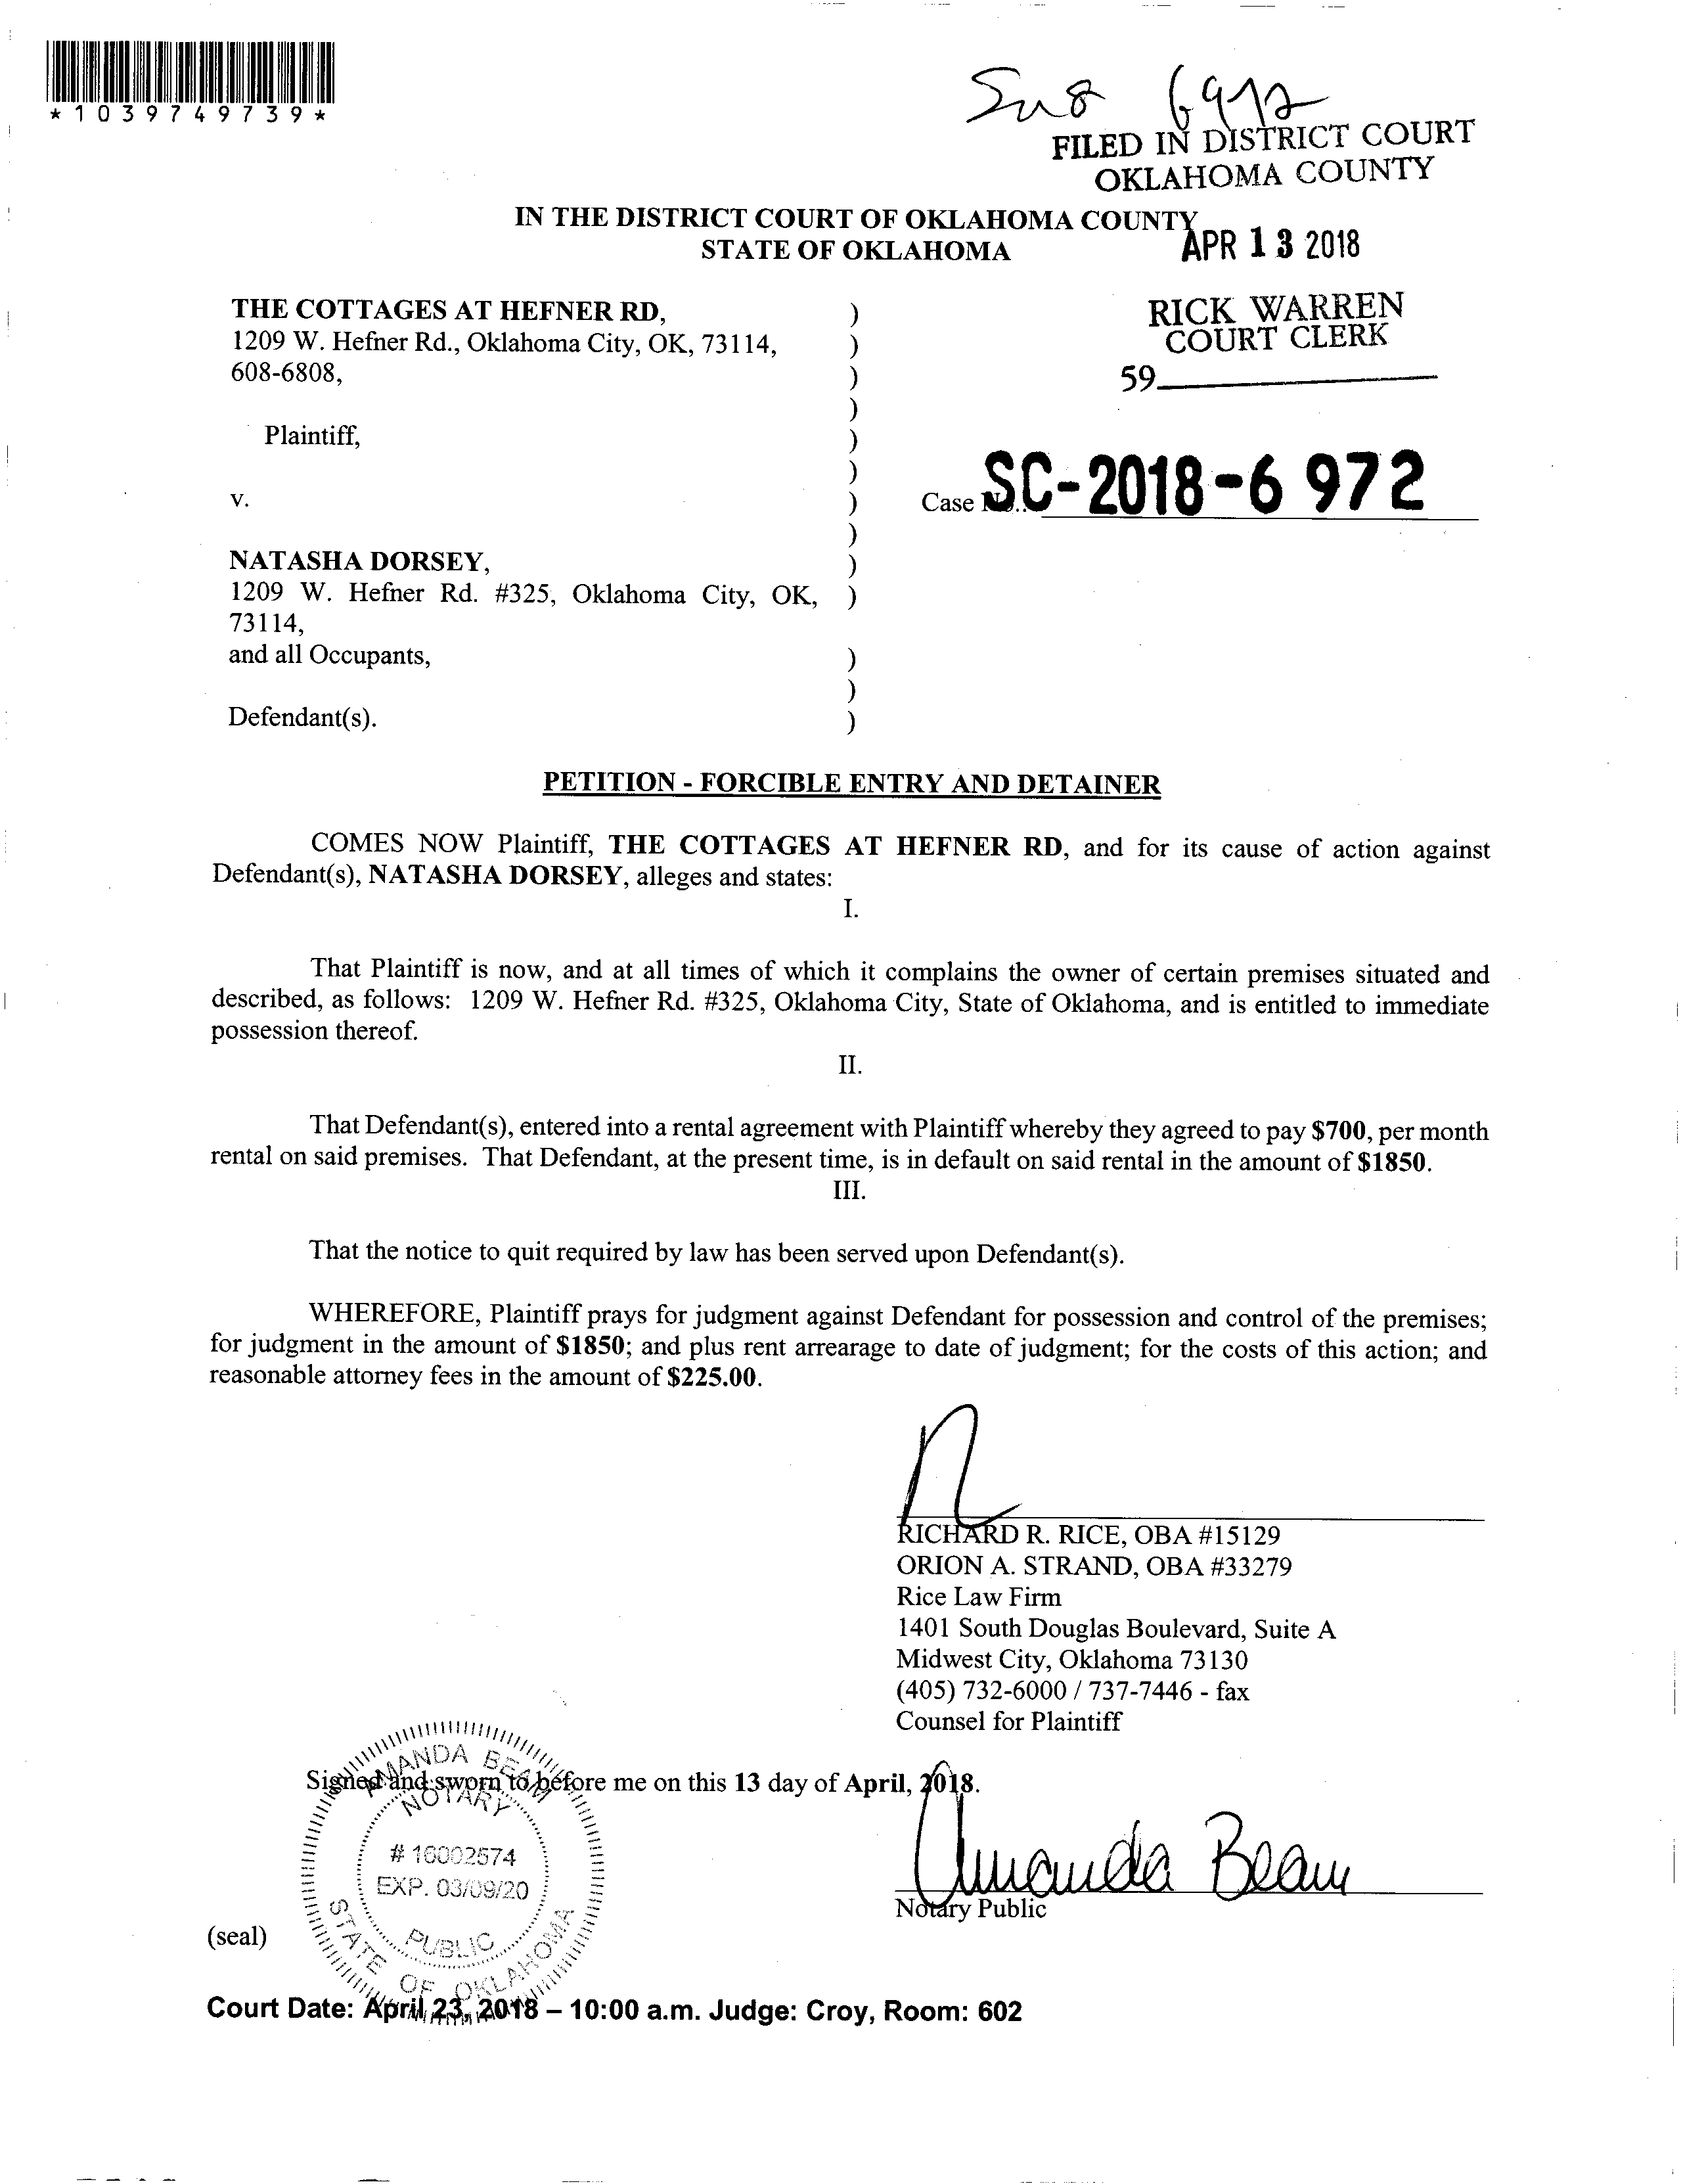 *1039749739*
6972
FILED IN DISTRICT COURT
OKLAHOMA COUNTY
IN THE DISTRICT COURT OF OKLAHOMA COUNTY
STATE OF OKLAHOMA
APR 13 2018
THE COTTAGES AT HEFNER RD,
1209 W. Hefner Rd., Oklahoma City, OK, 73114,
608-6808,
)
)
)
)
)
)
)
)
)
)
)
)
)
RICK WARREN
COURT CLERK
59
Plaintiff,
v.
Case No.: SC-2018-6 972
NATASHA DORSEY,
1209 W. Hefner Rd. #325, Oklahoma City, OK,
73114,
and all Occupants,
Defendant(s).
PETITION - FORCIBLE ENTRY AND DETAINER
COMES NOW Plaintiff, THE COTTAGES AT HEFNER RD, and for its cause of action against
Defendant(s), NATASHA DORSEY, alleges and states:
I.
That Plaintiff is now, and at all times of which it complains the owner of certain premises situated and
described, as follows: 1209 W. Hefner Rd. #325, Oklahoma City, State of Oklahoma, and is entitled to immediate
possession thereof.
II.
That Defendant(s), entered into a rental agreement with Plaintiff whereby they agreed to pay $700, per month
rental on said premises. That Defendant, at the present time, is in default on said rental in the amount of $1850.
III.
That the notice to quit required by law has been served upon Defendant(s).
WHEREFORE, Plaintiff prays for judgment against Defendant for possession and control of the premises;
for judgment in the amount of $1850; and plus rent arrearage to date of judgment; for the costs of this action; and
reasonable attorney fees in the amount of $225.00.
RICHARD R. RICE, OBA #15129
ORION A. STRAND, OBA #33279
Rice Law Firm
1401 South Douglas Boulevard, Suite A
Midwest City, Oklahoma 73130
(405) 732-6000 / 737-7446 - fax
Counsel for Plaintiff
Signed and sworn to before me on this 13 day of April, 2018.
AMANDA BEAM
NOTARY
# 16002574
EXP. 03/09/20
PUBLIC
STATE OF OKLAHOMA
Amanda Beam
Notary Public
(seal)
Court Date: April 23, 2018 – 10:00 a.m. Judge: Croy, Room: 602